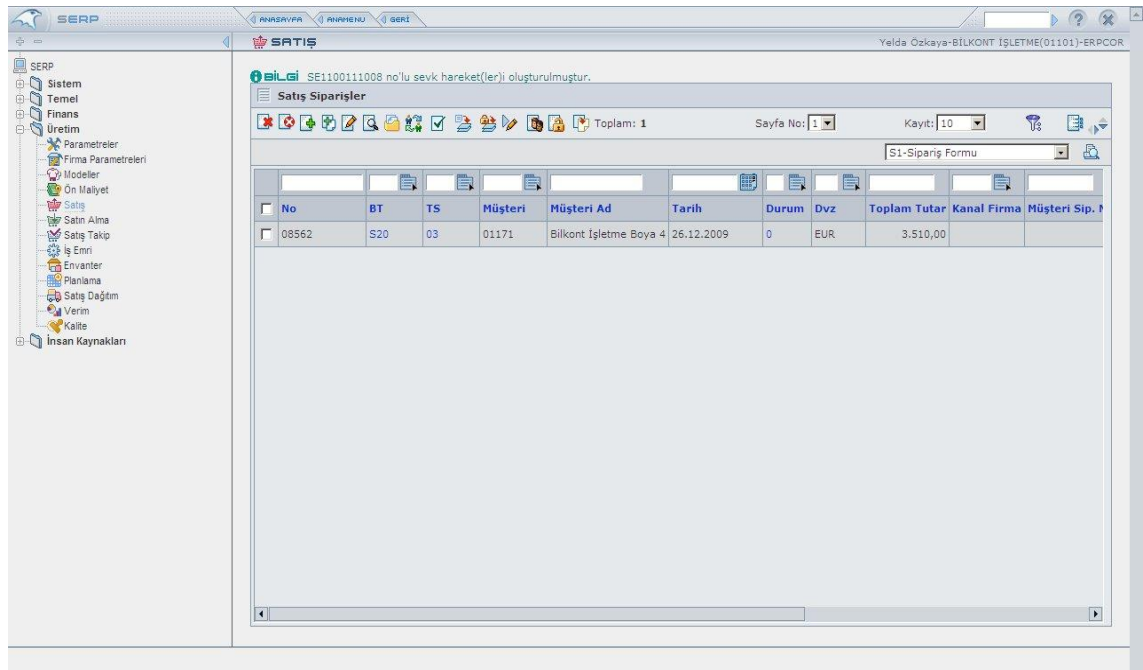 SERP
ANASAYFA ANAMENU GERİ
?
SATIŞ
Yelda Özkaya-BİLKONT İŞLETME(01101)-ERPCOR
SERP
Sistem
Temel
Finans
Üretim
Parametreler
Firma Parametreleri
Modeller
Ön Maliyet
Satış
Satın Alma
Satış Takip
İş Emri
Envanter
Planlama
Satış Dağıtım
Verim
Kalite
İnsan Kaynakları
BİLGİ SE1100111008 no'lu sevk hareket(ler)i oluşturulmuştur.
Satış Siparişler
Toplam: 1 Sayfa No: 1 Kayıt: 10
S1-Sipariş Formu
No BT TS Müşteri Müşteri Ad Tarih Durum Dvz Toplam Tutar Kanal Firma Müşteri Sip. N
08562 S20 03 01171 Bilkont İşletme Boya 4 26.12.2009 0 EUR 3.510,00